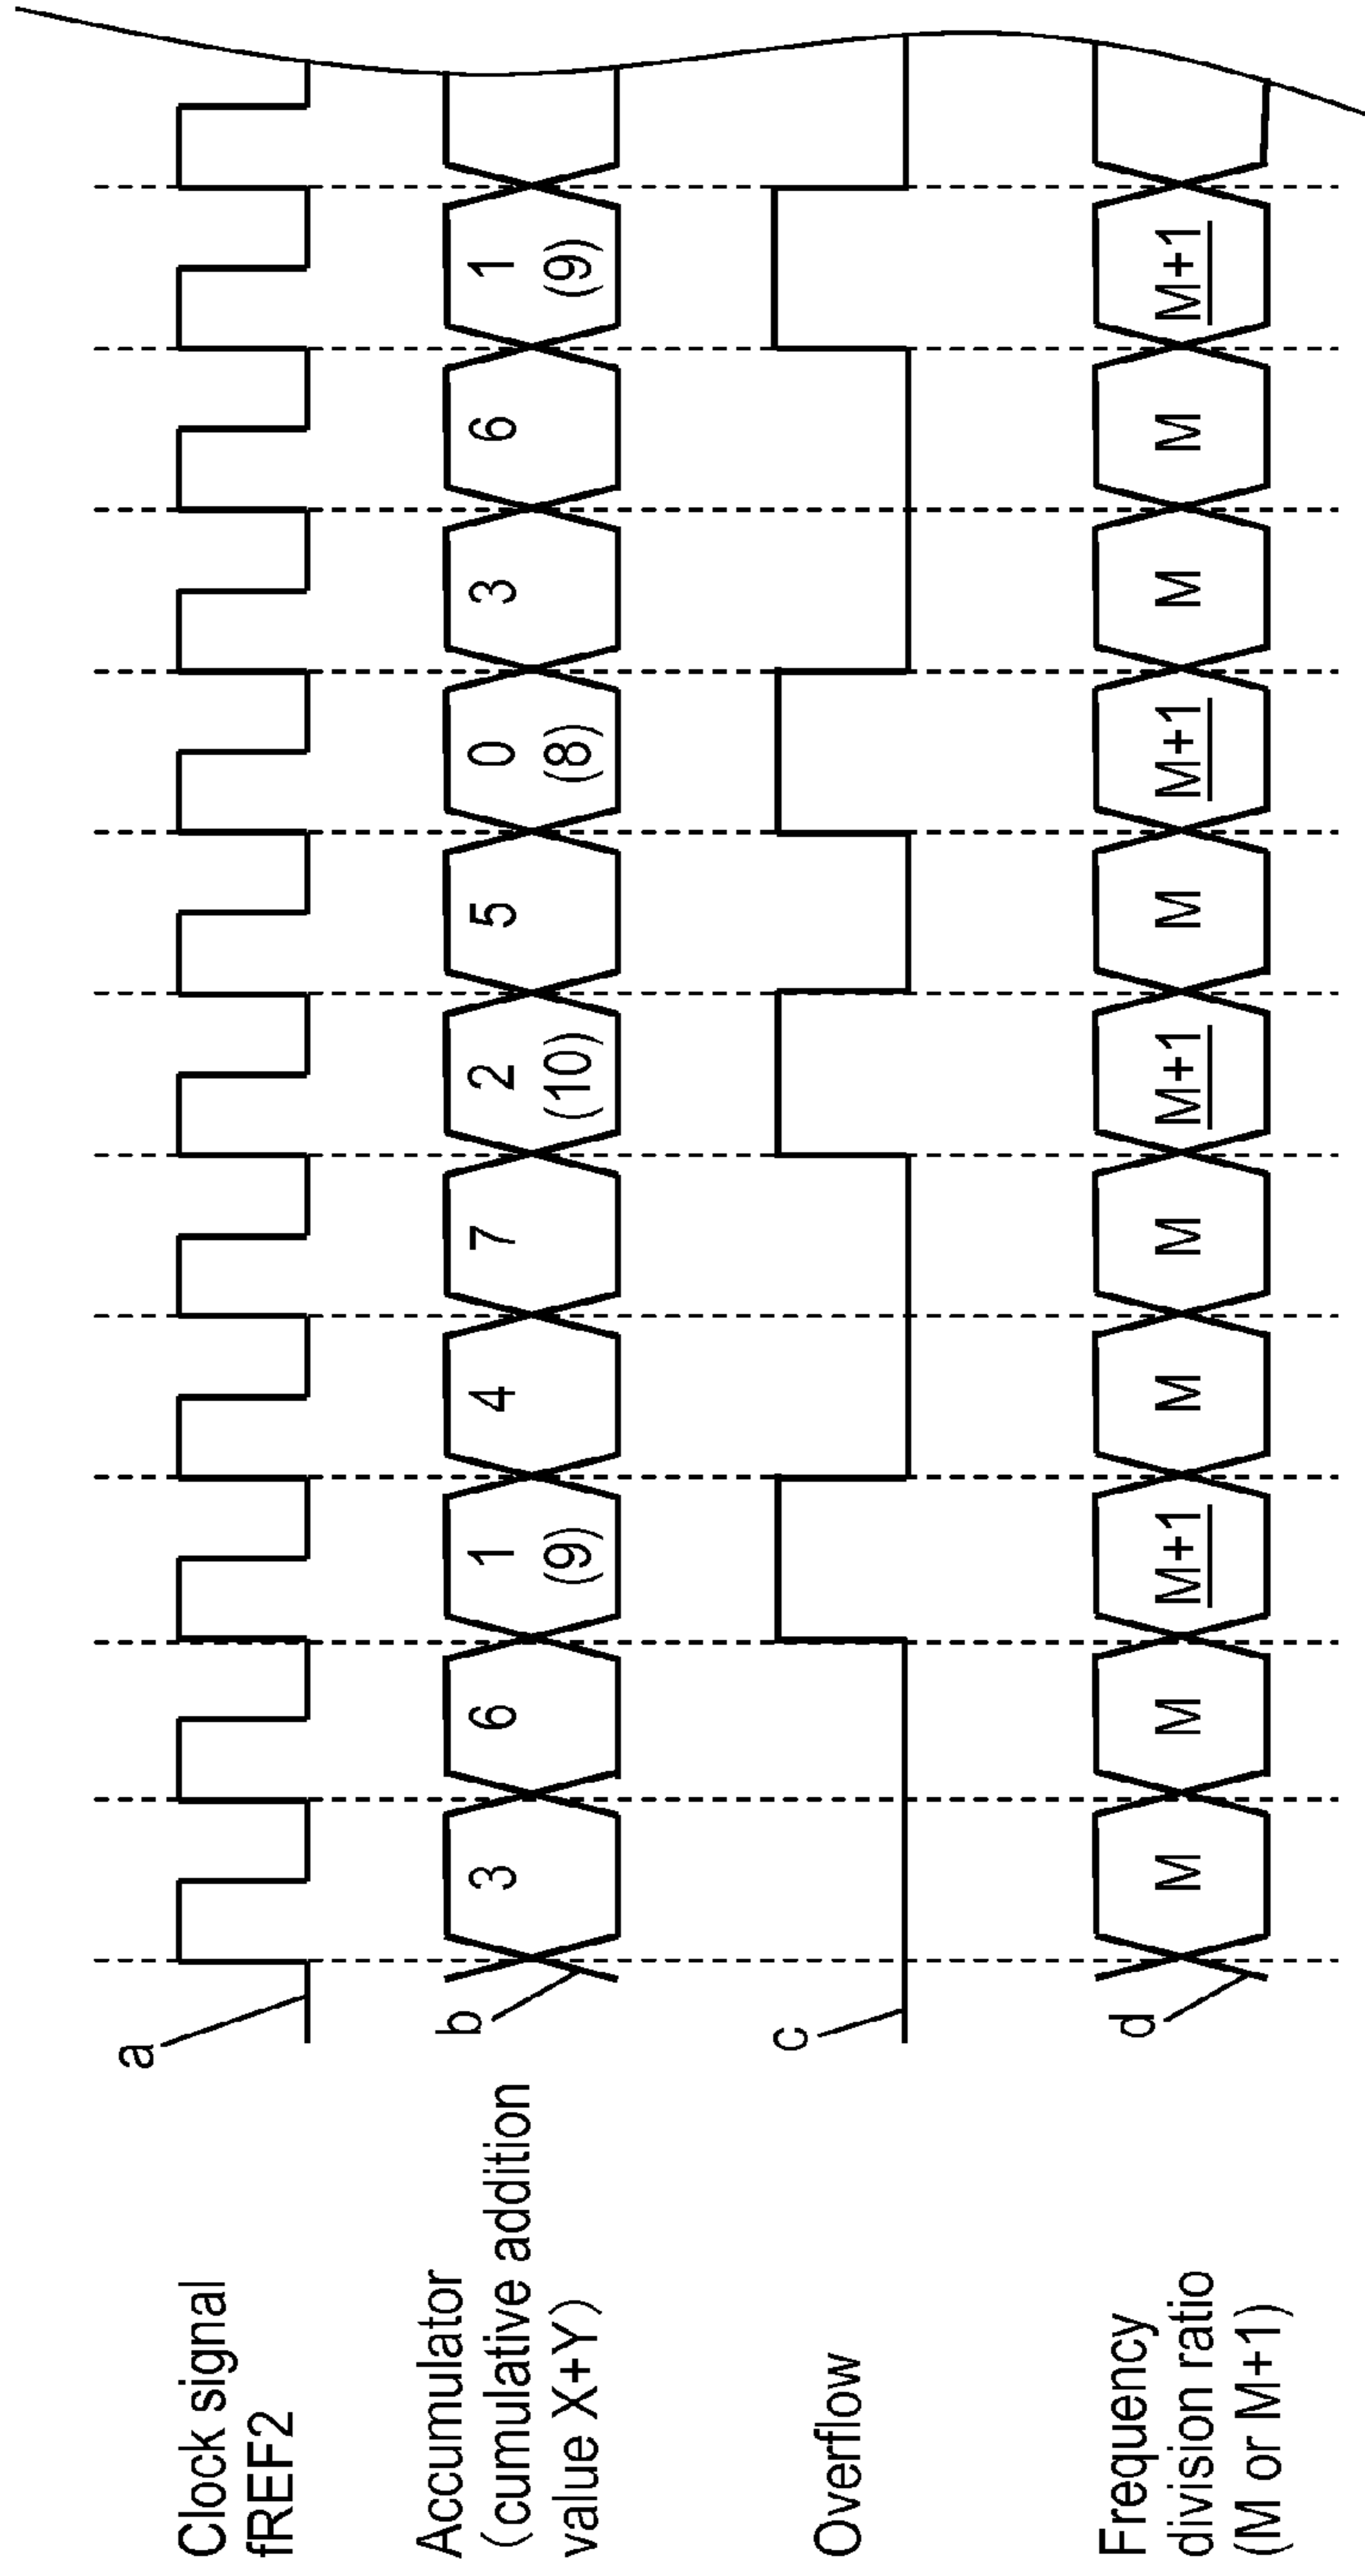 Clock signal
fREF2
a
Accumulator
(cumulative addition
value X+Y)
b
3 6 1 4 7 2 5 0 3 6 1
(9) (10) (8) (9)
Overflow
c
Frequency
division ratio
(M or M+1)
d
M M M+1 M M M+1 M M+1 M M M+1